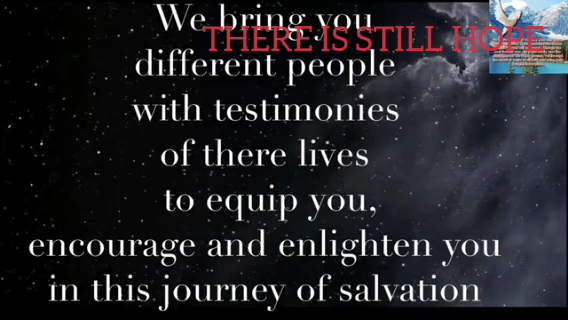 We bring you
THERE IS STILL HOPE
different people
with testimonies
of there lives
to equip you,
encourage and enlighten you
in this journey of salvation